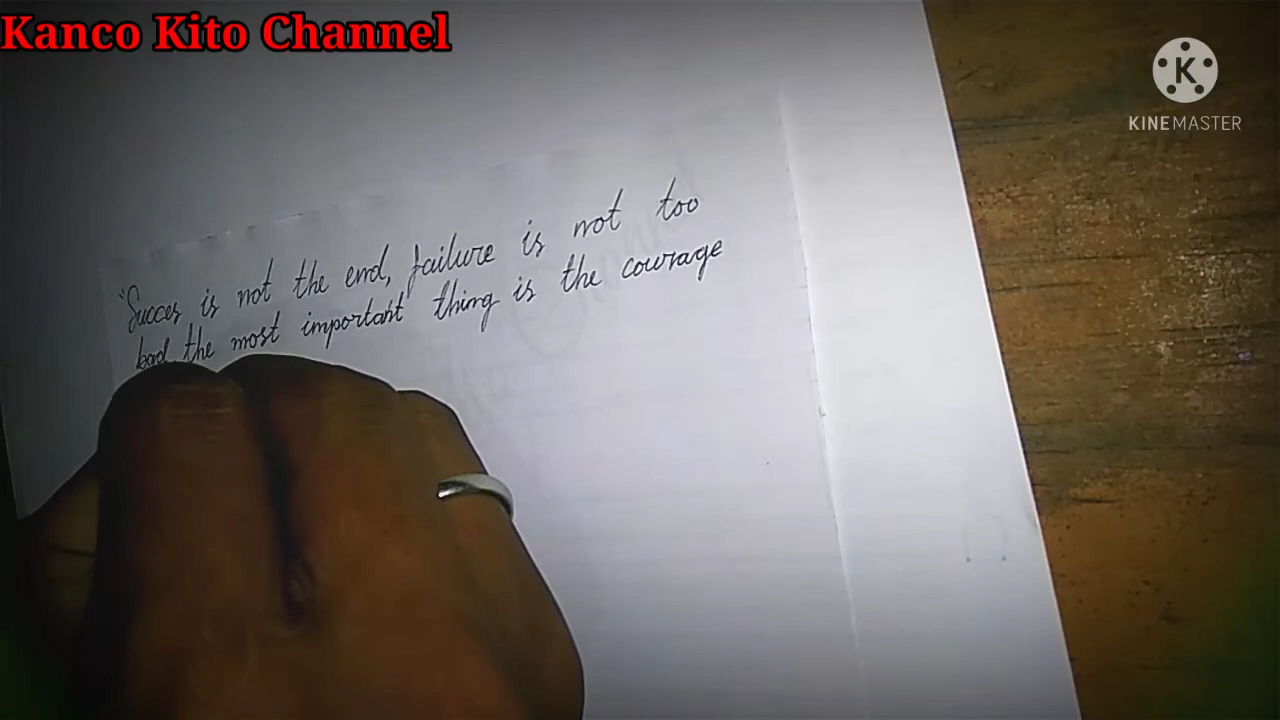 Kanco Kito Channel
K
KINEMASTER
"Succes is not the end, failure is not too
bad the most important thing is the courage